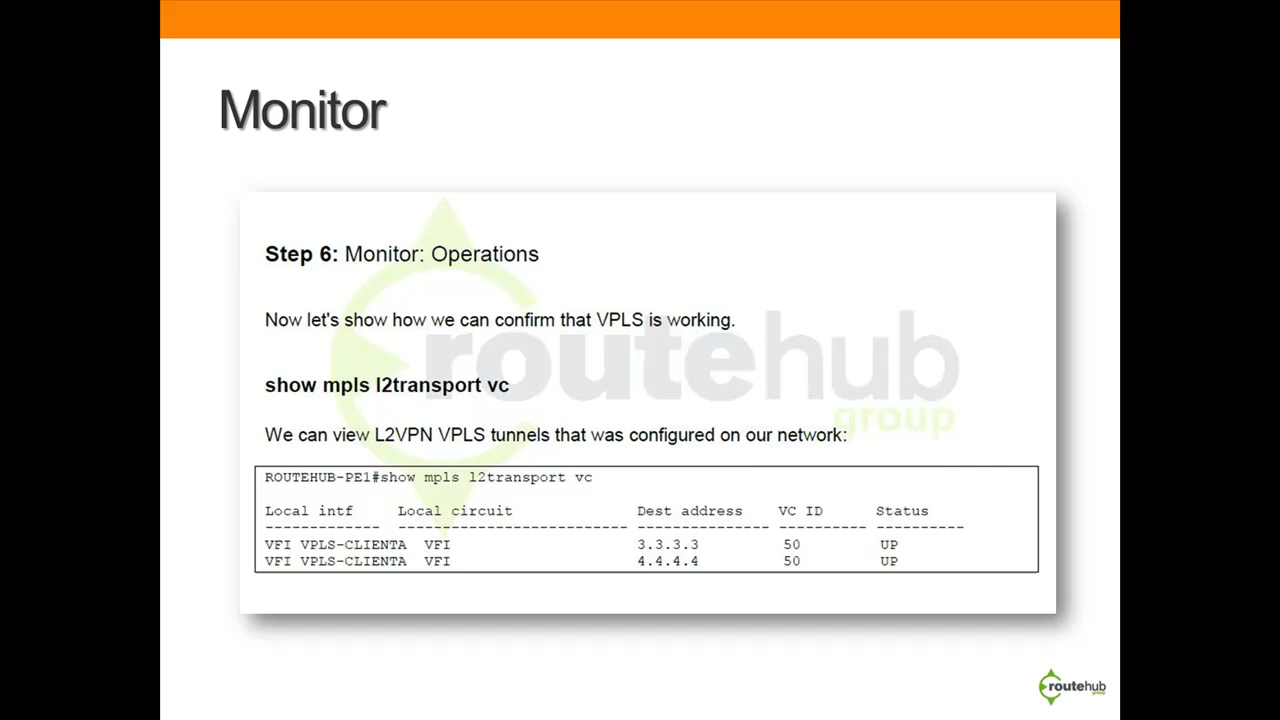 Monitor
Step 6: Monitor: Operations
Now let's show how we can confirm that VPLS is working.
routehub
group
show mpls l2transport vc
We can view L2VPN VPLS tunnels that was configured on our network:
ROUTEHUB-PE1#show mpls l2transport vc
Local intf Local circuit Dest address VC ID Status
------------- -------------------------- --------------- ---------- ----------
VFI VPLS-CLIENTA VFI 3.3.3.3 50 UP
VFI VPLS-CLIENTA VFI 4.4.4.4 50 UP
routehub
group